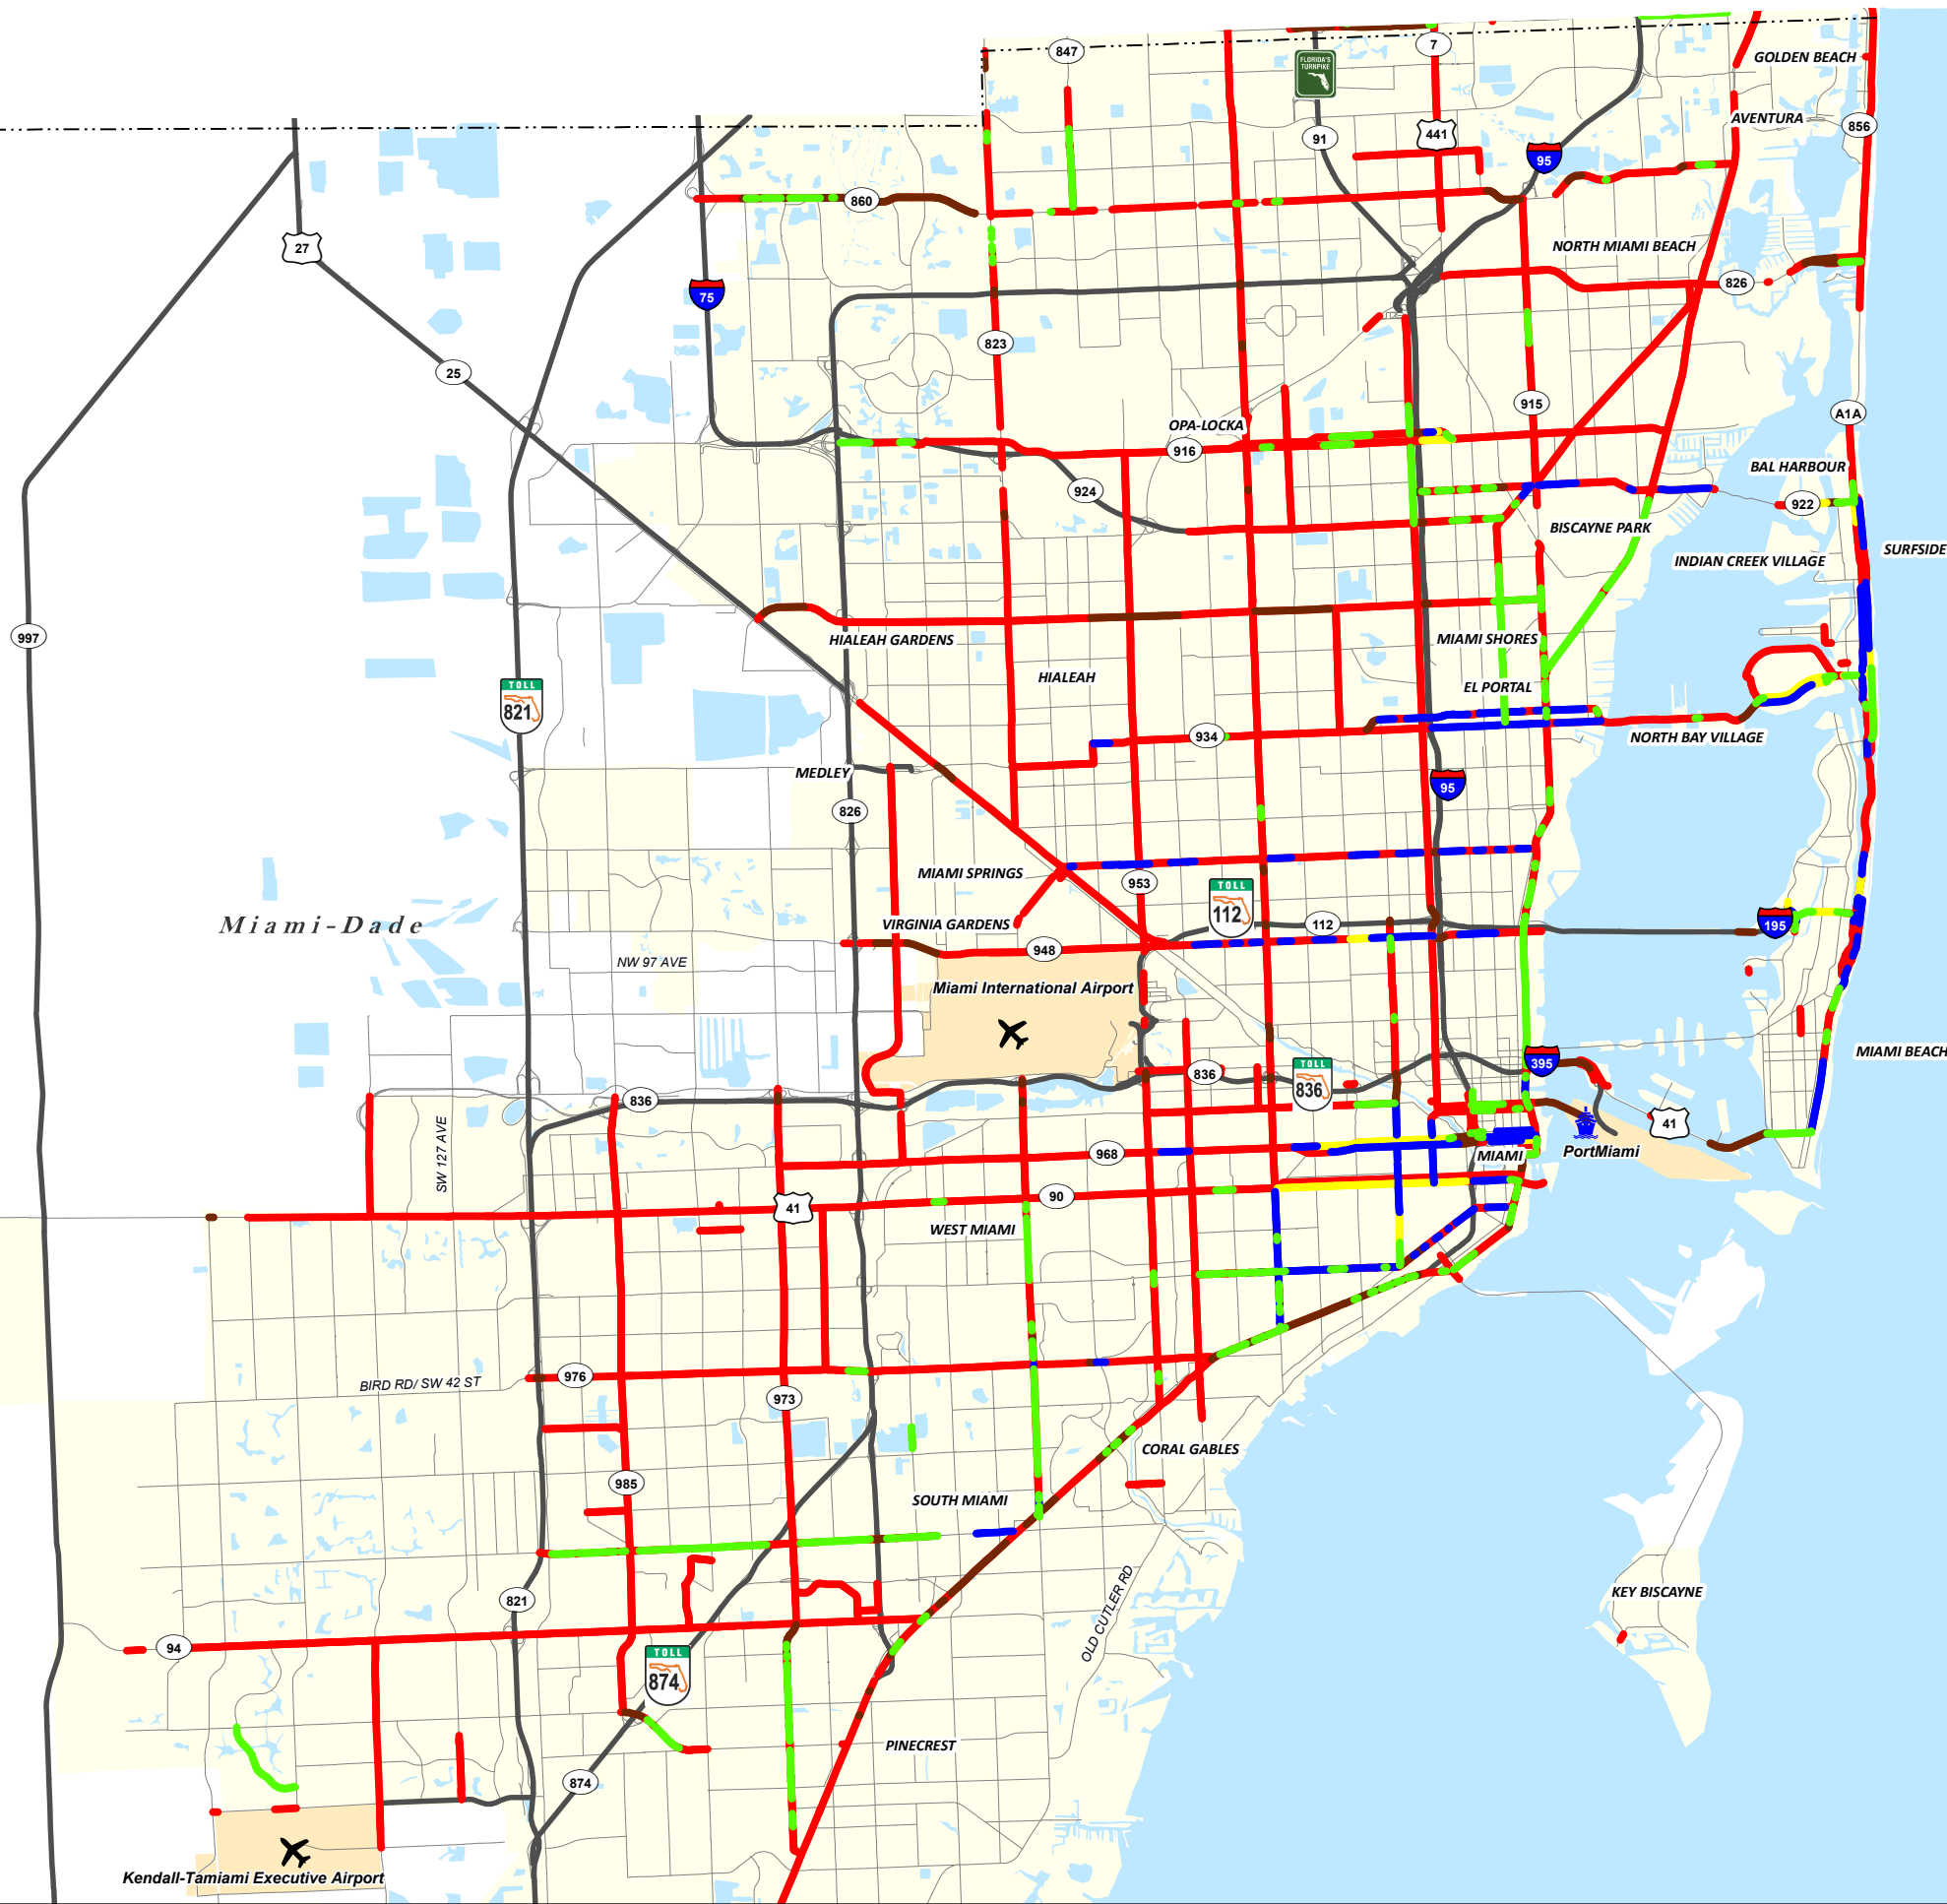 847
FLORIDA'S
TURNPIKE
7
GOLDEN BEACH
91
441
AVENTURA
856
95
860
27
75
NORTH MIAMI BEACH
826
823
25
915
A1A
OPA-LOCKA
916
BAL HARBOUR
924
922
BISCAYNE PARK
SURFSIDE
INDIAN CREEK VILLAGE
997
HIALEAH GARDENS
MIAMI SHORES
HIALEAH
EL PORTAL
TOLL
821
934
NORTH BAY VILLAGE
MEDLEY
95
826
MIAMI SPRINGS
953
TOLL
112
Miami-Dade
VIRGINIA GARDENS
112
195
948
NW 97 AVE
Miami International Airport
MIAMI BEACH
395
836
TOLL
836
836
41
SW 127 AVE
968
MIAMI
PortMiami
90
41
WEST MIAMI
976
BIRD RD/ SW 42 ST
973
CORAL GABLES
985
SOUTH MIAMI
OLD CUTLER RD
821
KEY BISCAYNE
94
TOLL
874
PINECREST
874
Kendall-Tamiami Executive Airport